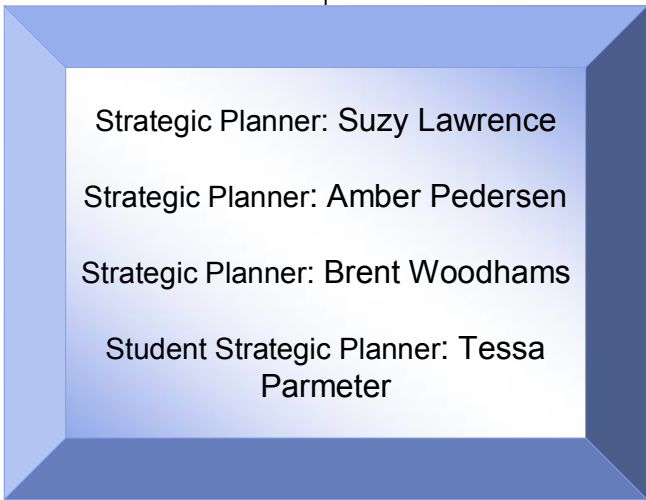 Strategic Planner: Suzy Lawrence
Strategic Planner: Amber Pedersen
Strategic Planner: Brent Woodhams
Student Strategic Planner: Tessa
Parmeter